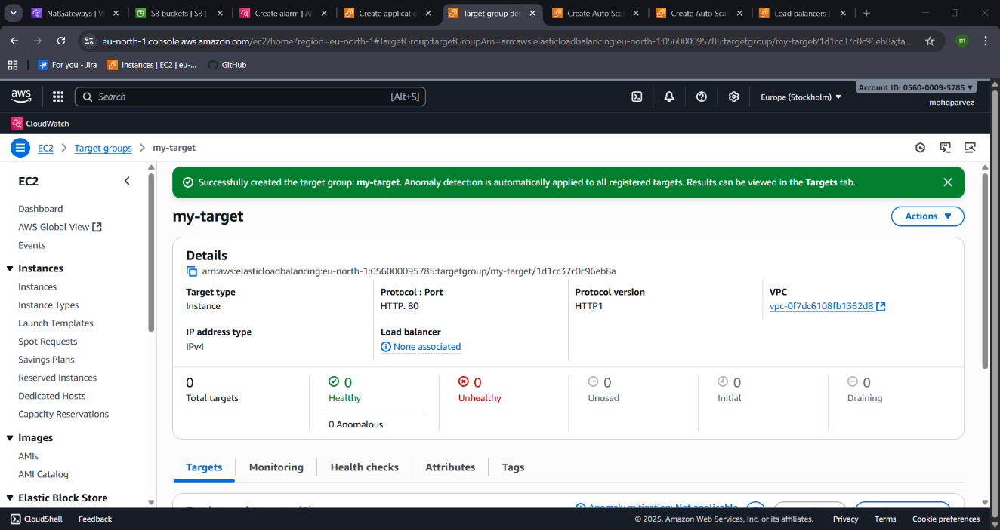 NatGateways | V
S3 buckets | S3 |
Create alarm | Al
Create applicatio
Target group det
Create Auto Scal
Create Auto Scal
Load balancers |
eu-north-1.console.aws.amazon.com/ec2/home?region=eu-north-1#TargetGroup:targetGroupArn=arn:aws:elasticloadbalancing:eu-north-1:056000095785:targetgroup/my-target/1d1cc37c0c96eb8a;ta...
m
For you - Jira
Instances | EC2 | eu-...
GitHub
aws
Search
[Alt+S]
Europe (Stockholm)
Account ID: 0560-0009-5785
mohdparvez
CloudWatch
EC2
Target groups
my-target
EC2
Dashboard
AWS Global View
Events
Instances
Instances
Instance Types
Launch Templates
Spot Requests
Savings Plans
Reserved Instances
Dedicated Hosts
Capacity Reservations
Images
AMIs
AMI Catalog
Elastic Block Store
Successfully created the target group: my-target. Anomaly detection is automatically applied to all registered targets. Results can be viewed in the Targets tab.
my-target
Actions
Details
arn:aws:elasticloadbalancing:eu-north-1:056000095785:targetgroup/my-target/1d1cc37c0c96eb8a
Target type
Instance
Protocol : Port
HTTP: 80
Protocol version
HTTP1
VPC
vpc-0f7dc6108fb1362d8
IP address type
IPv4
Load balancer
None associated
0
Total targets
0
Healthy
0 Anomalous
0
Unhealthy
0
Unused
0
Initial
0
Draining
Targets
Monitoring
Health checks
Attributes
Tags
Anomaly mitigation: Not applicable
CloudShell
Feedback
© 2025, Amazon Web Services, Inc. or its affiliates.
Privacy
Terms
Cookie preferences